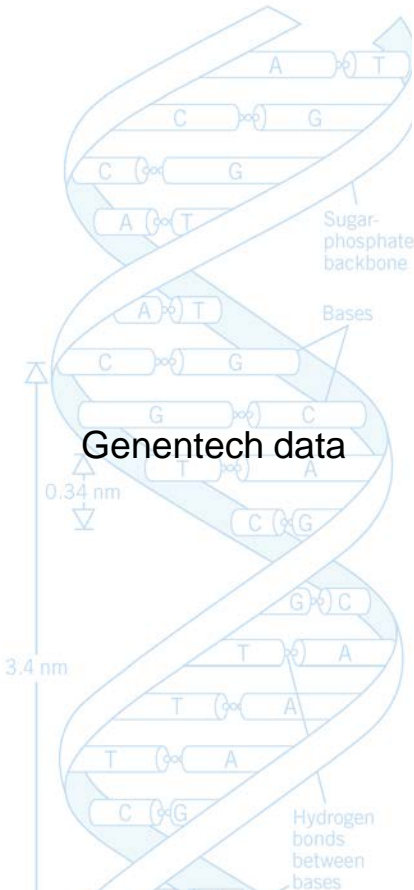 A T
C G
C G
A T
Sugar-
phosphate
backbone
A T
Bases
C G
G C
Genentech data
T A
0.34 nm
C G
G C
T A
3.4 nm
T A
T A
C G
Hydrogen
bonds
between
bases